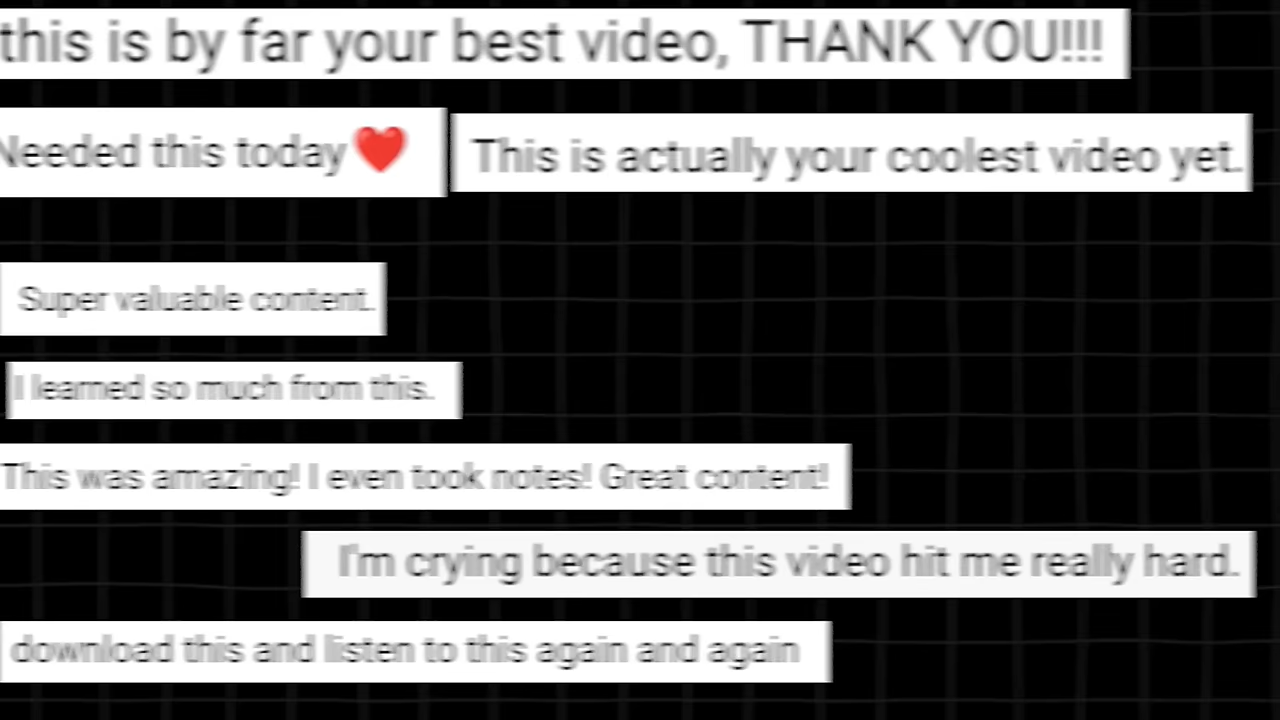 this is by far your best video, THANK YOU!!!
Needed this today❤️
This is actually your coolest video yet.
Super valuable content.
I learned so much from this.
This was amazing! I even took notes! Great content!
I'm crying because this video hit me really hard.
download this and listen to this again and again